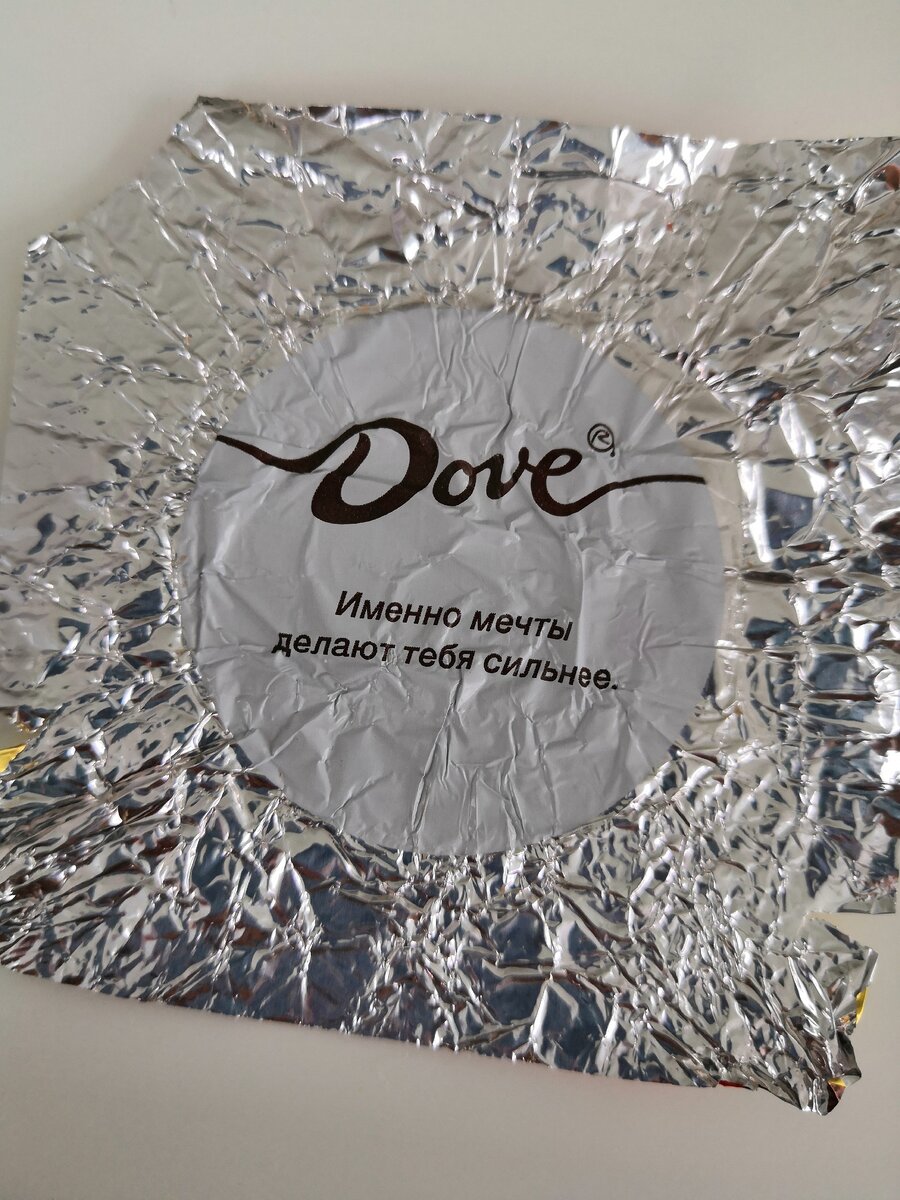 Dove®
Именно мечты
делают тебя сильнее.